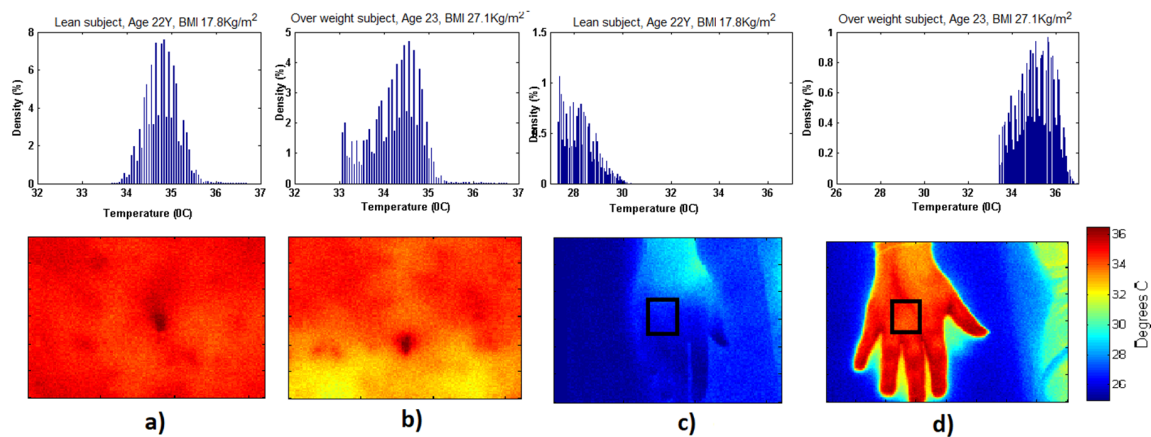 Lean subject, Age 22Y, BMI 17.8Kg/m2
Over weight subject, Age 23, BMI 27.1Kg/m2
Lean subject, Age 22Y, BMI 17.8Kg/m2
Over weight subject, Age 23, BMI 27.1Kg/m2
Density (%)
8
6
4
2
0
32 33 34 35 36 37
Temperature (0C)
Density (%)
5
4
3
2
1
0
32 33 34 35 36 37
Temperature (0C)
Density (%)
1.5
1
0.5
0
28 30 32 34 36
Temperature (0C)
Density (%)
1
0.8
0.6
0.4
0.2
0
26 28 30 32 34 36
Temperature (0C)
36
34
32
30
28
26
Degrees C
a)
b)
c)
d)